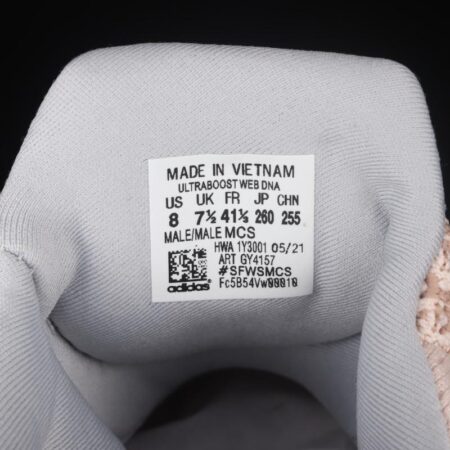 MADE IN VIETNAM
ULTRABOOST WEB DNA
US UK FR JP CHN
8 7½ 41⅓ 260 255
MALE/MALE MCS
HWA 1Y3001 05/21
ART GY4157
#SFWSMCS
adidas Fc5B54Vw00010